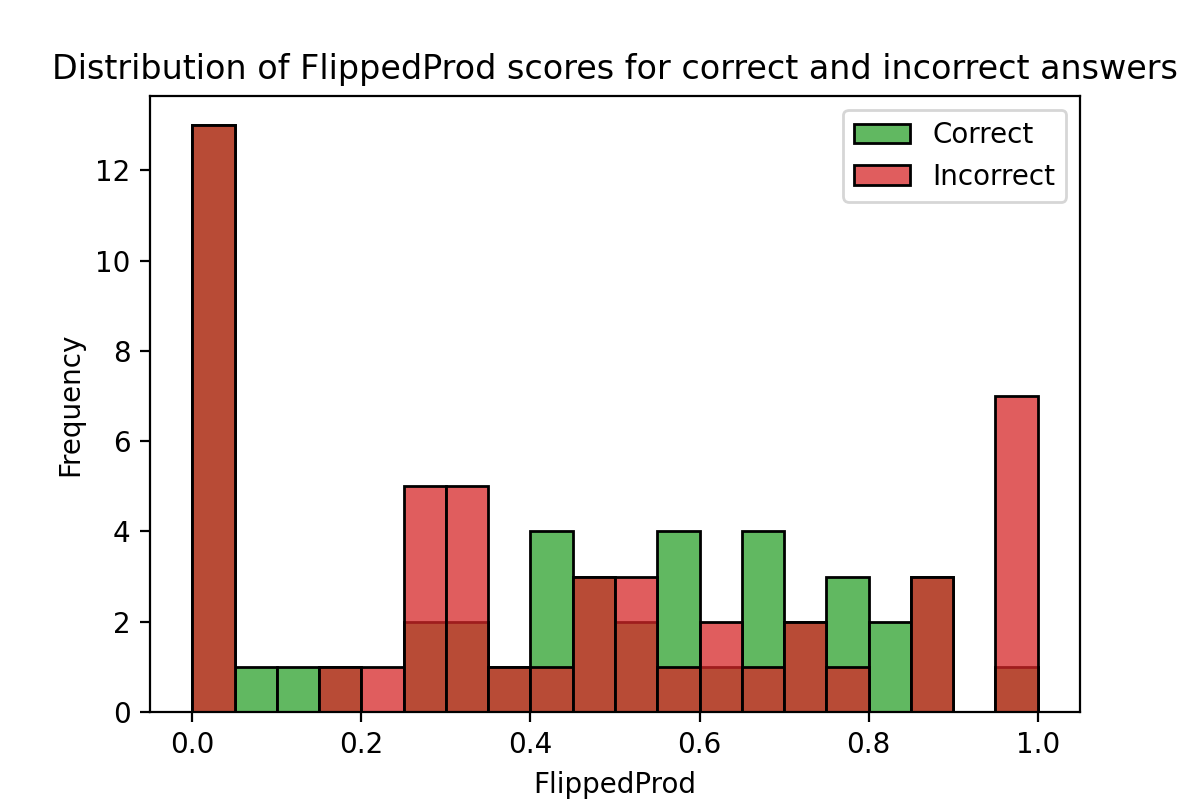 Distribution of FlippedProd scores for correct and incorrect answers
Correct
Incorrect
12
10
8
6
4
2
0
Frequency
0.0 0.2 0.4 0.6 0.8 1.0
FlippedProd